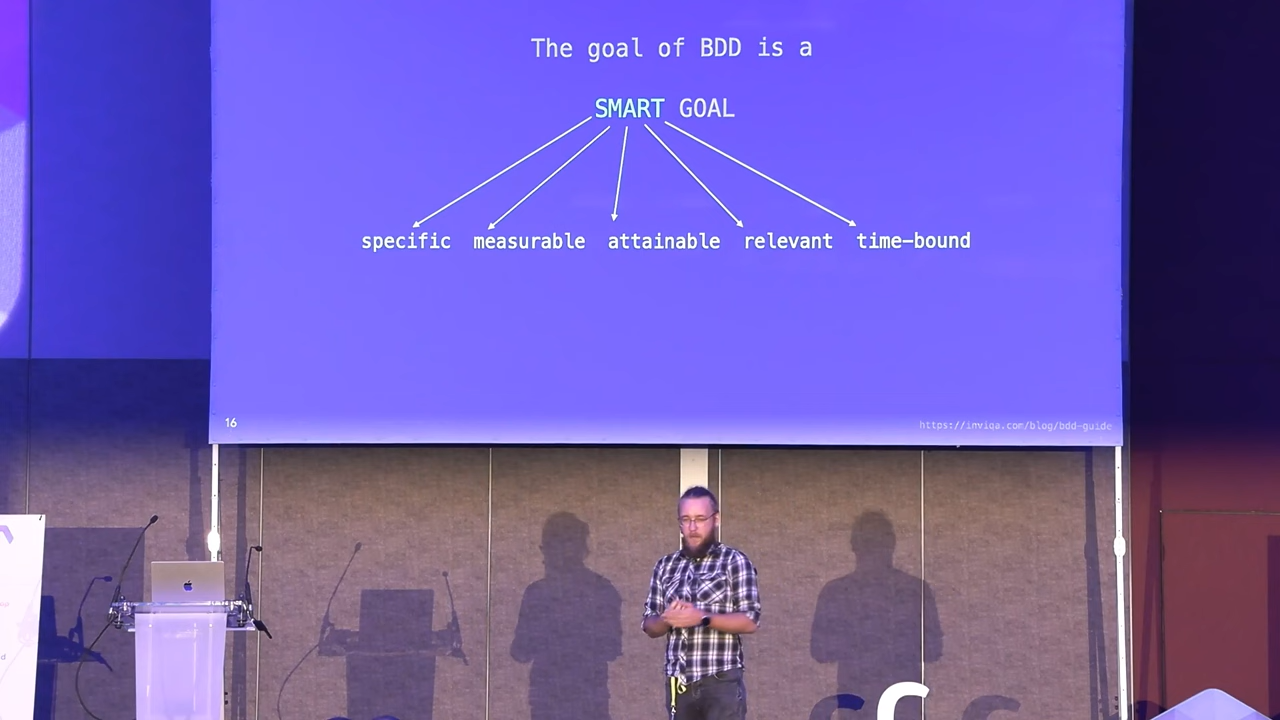 The goal of BDD is a
SMART GOAL
specific measurable attainable relevant time-bound
16
https://inviqa.com/blog/bdd-guide